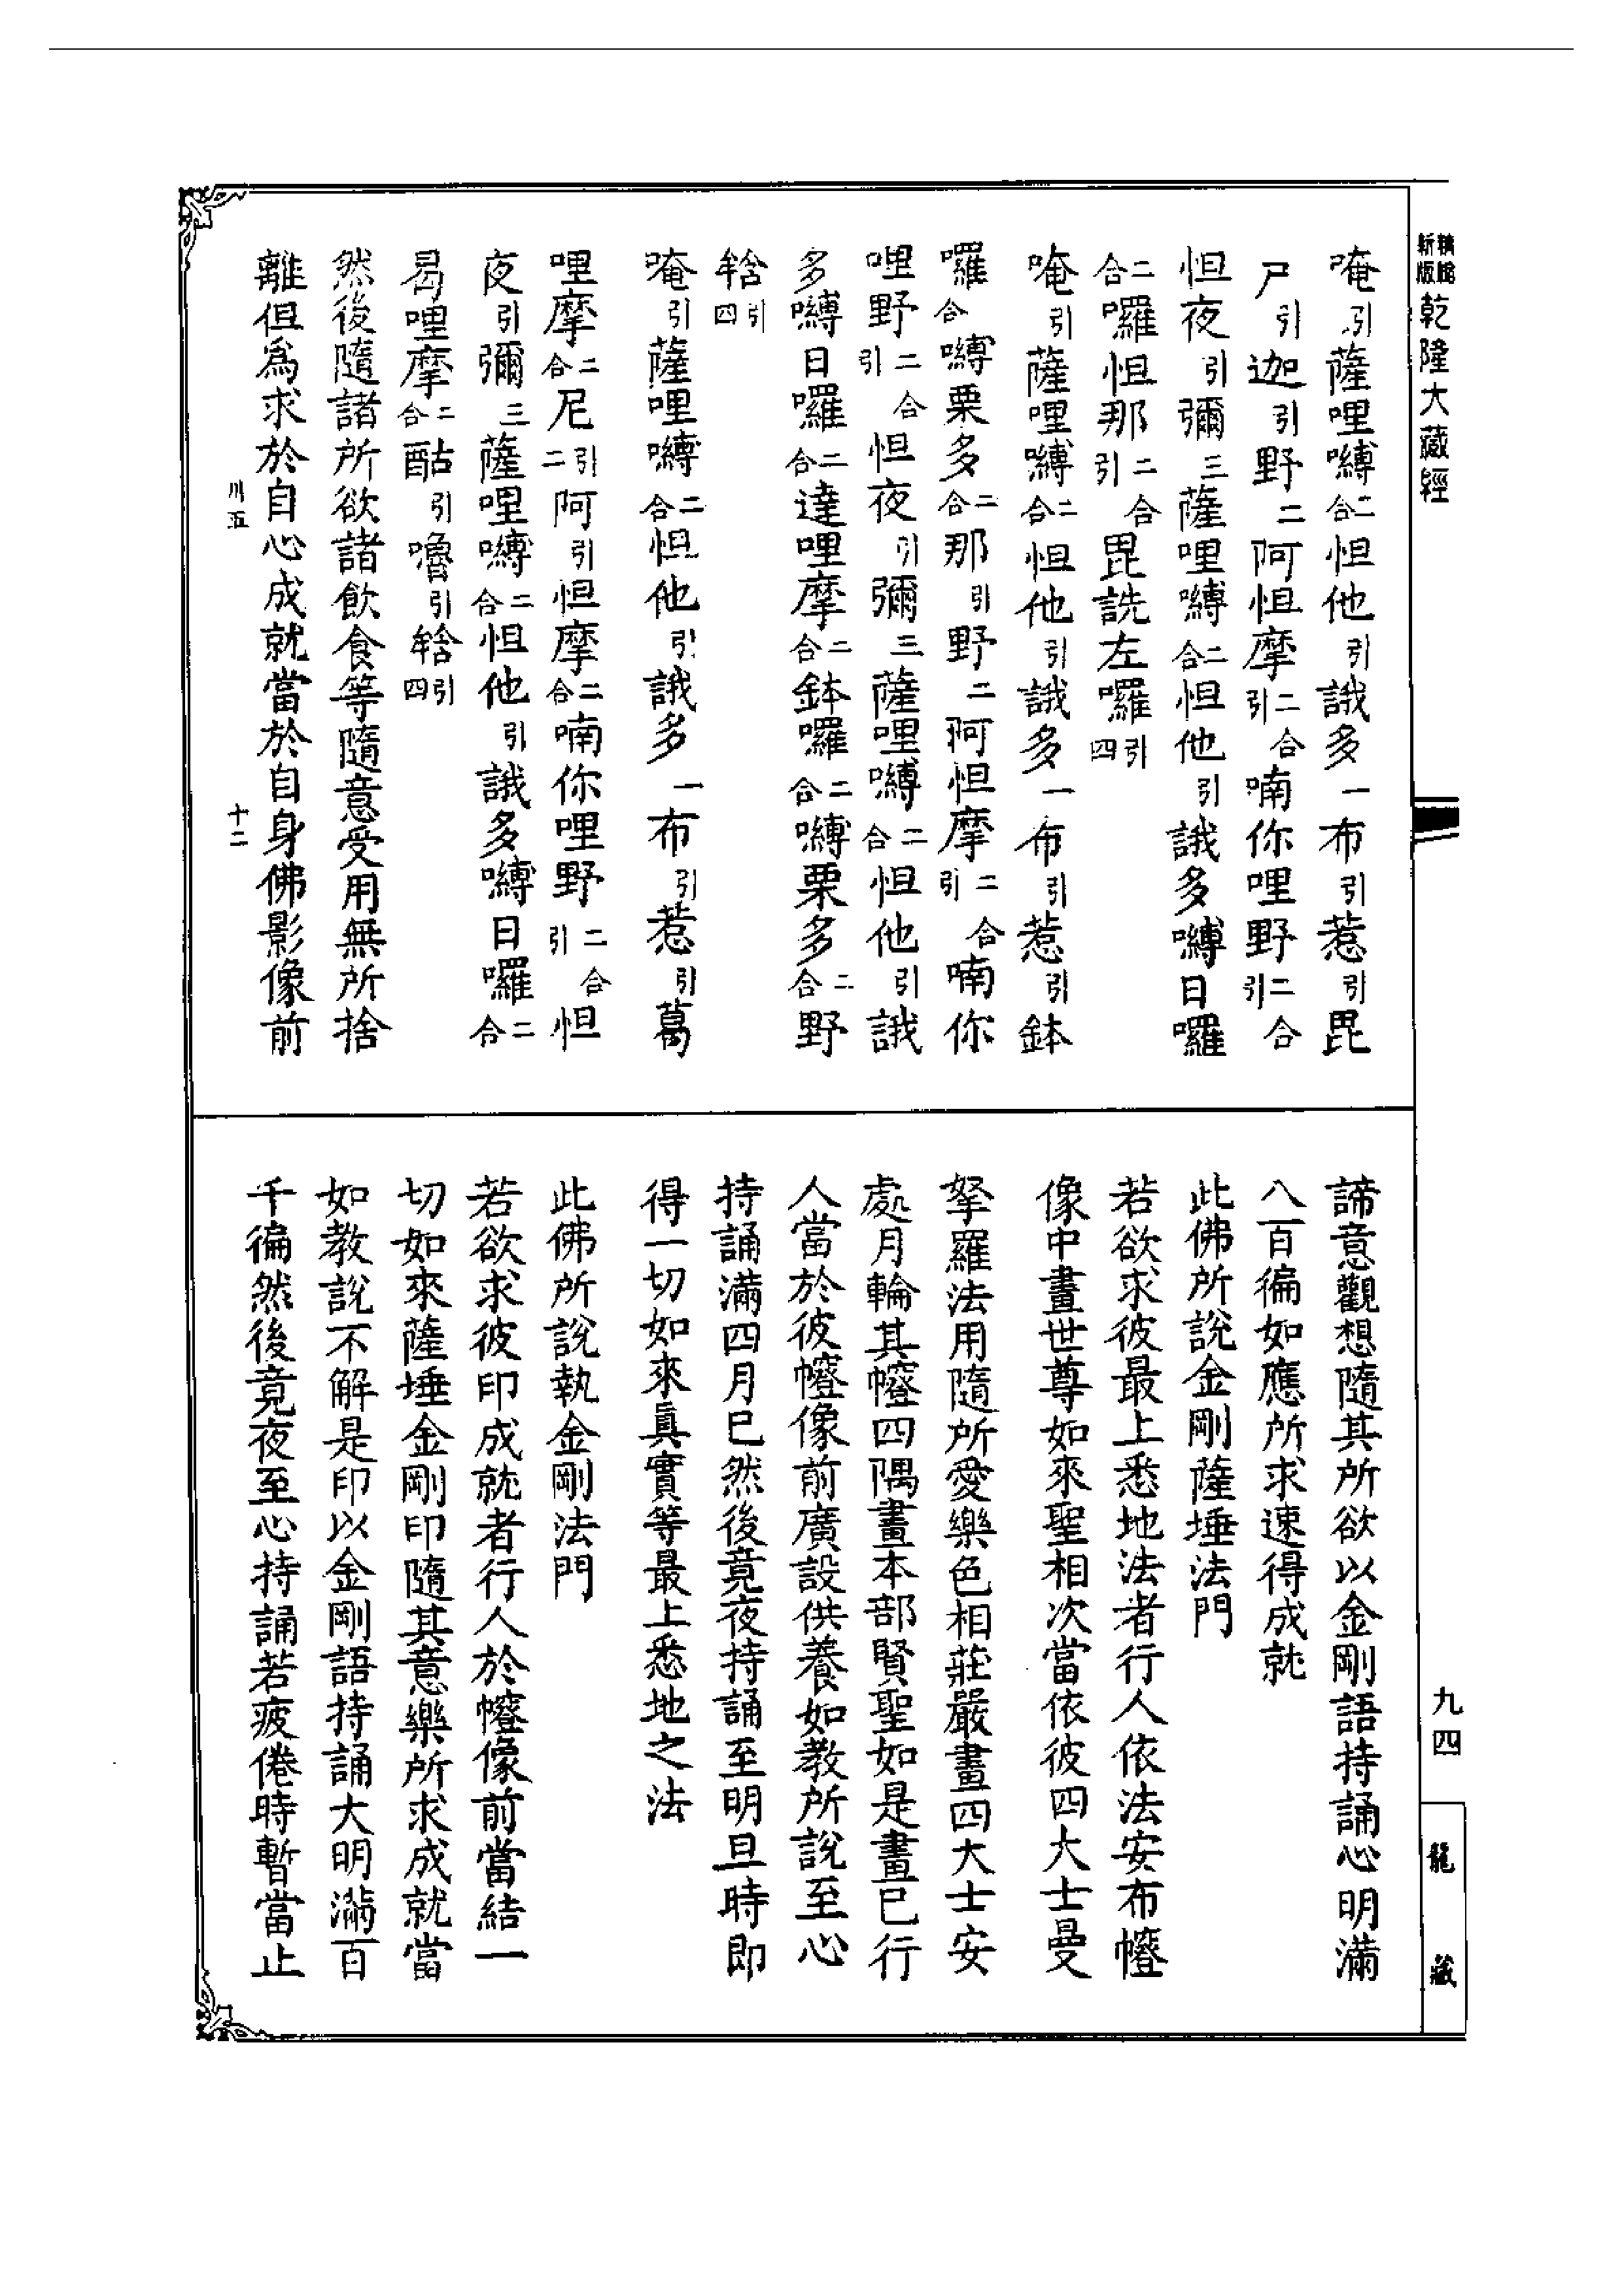 新版 精縮 乾隆大藏經
唵引薩哩嚩二合怛他引誐多一布引惹引毘
尸引迦引野二阿怛摩二合引喃你哩野二合引
怛夜引彌三薩哩嚩二合怛他引誐多嚩日囉
二合囉怛那二合引毘詵左囉引四
唵引薩哩嚩二合怛他引誐多一布引惹引鉢
囉合嚩栗多二合那引野二阿怛摩二合引喃你
哩野二合引怛夜引彌三薩哩嚩二合怛他引誐
多嚩日囉二合達哩摩二合鉢囉二合嚩栗多二合野
𤚥引四
唵引薩哩嚩二合怛他引誐多一布引惹引葛
哩摩二合尼引二阿引怛摩二合喃你哩野二合引怛
夜引彌三薩哩嚩二合怛他引誐多嚩日囉二合
曷哩摩二合酤引嚕引𤚥引四
然後隨諸所欲諸飲食等隨意受用無所捨
離但爲求於自心成就當於自身佛影像前
川五 十二
諦意觀想隨其所欲以金剛語持誦心明滿
八百徧如應所求速得成就
此佛所說金剛薩埵法門
若欲求彼最上悉地法者行人依法安布㡧
像中畫世尊如來聖相次當依彼四大士曼
拏羅法用隨所愛樂色相莊嚴畫四大士安
處月輪其㡧四隅畫本部賢聖如是畫已行
人當於彼㡧像前廣設供養如教所說至心
持誦滿四月已然後竟夜持誦至明旦時即
得一切如來真實等最上悉地之法
此佛所說執金剛法門
若欲求彼印成就者行人於㡧像前當結一
切如來薩埵金剛印隨其意樂所求成就當
如教說不解是印以金剛語持誦大明滿百
千徧然後竟夜至心持誦若疲倦時暫當止
九四
龍藏